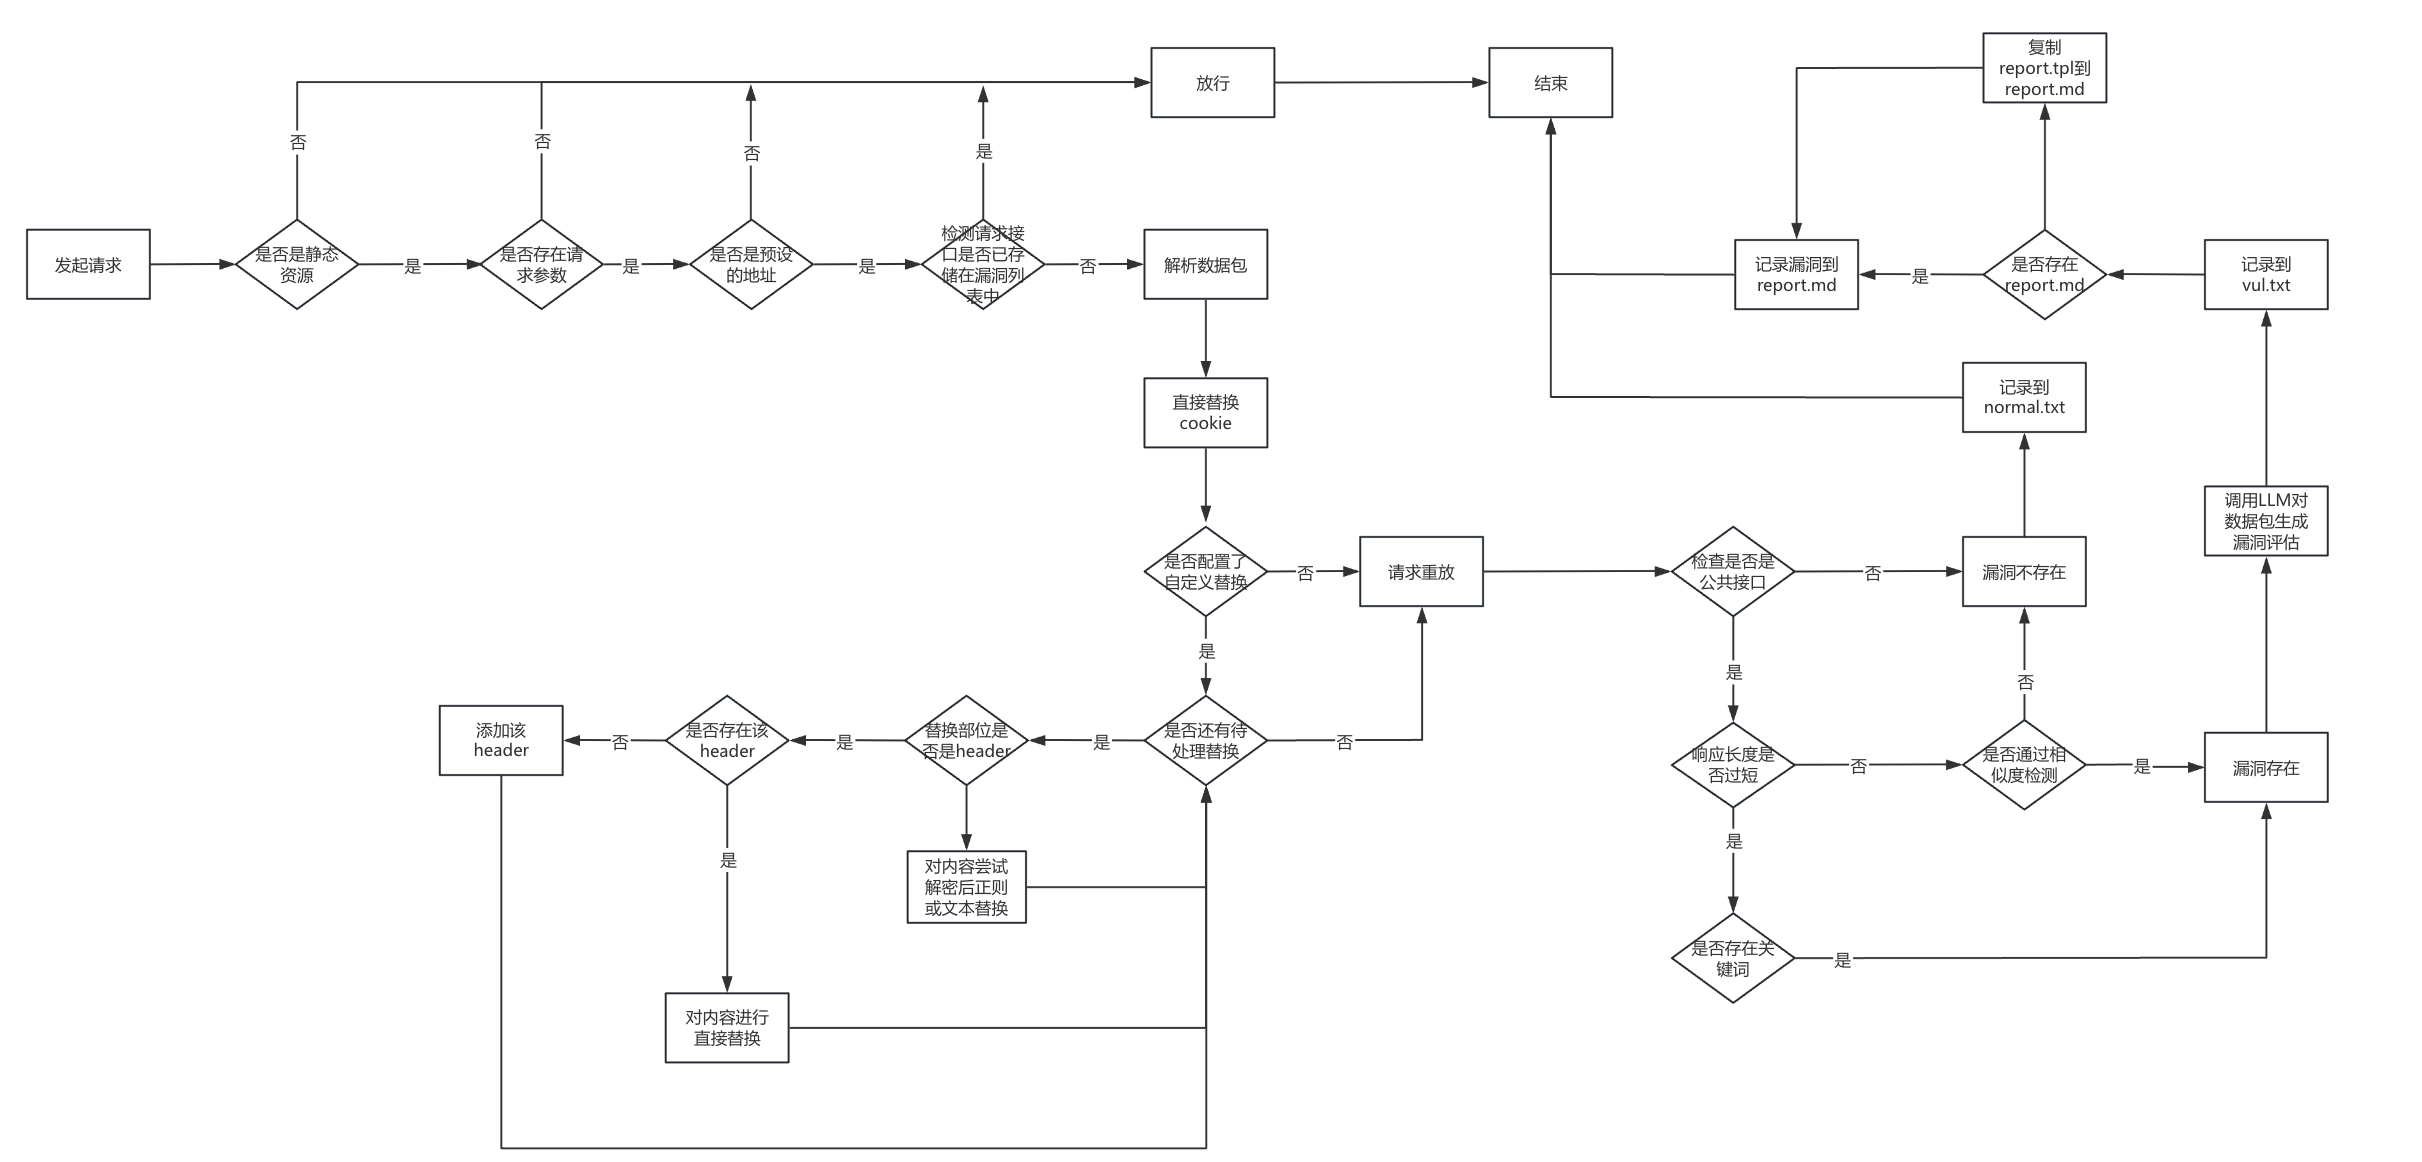 复制
report.tpl到
report.md
放行
结束
否
否
否
是
发起请求
是否是静态
资源
是
是否存在请
求参数
是
是否是预设
的地址
是
检测请求接
口是否已存
储在漏洞列
表中
否
解析数据包
记录漏洞到
report.md
是
是否存在
report.md
记录到
vul.txt
直接替换
cookie
记录到
normal.txt
调用LLM对
数据包生成
漏洞评估
是否配置了
自定义替换
否
请求重放
检查是否是
公共接口
否
漏洞不存在
是
是
否
添加该
header
否
是否存在该
header
是
替换部位是
否是header
是
是否还有待
处理替换
否
响应长度是
否过短
否
是否通过相
似度检测
是
漏洞存在
是
是
对内容尝试
解密后正则
或文本替换
是否存在关
键词
是
对内容进行
直接替换